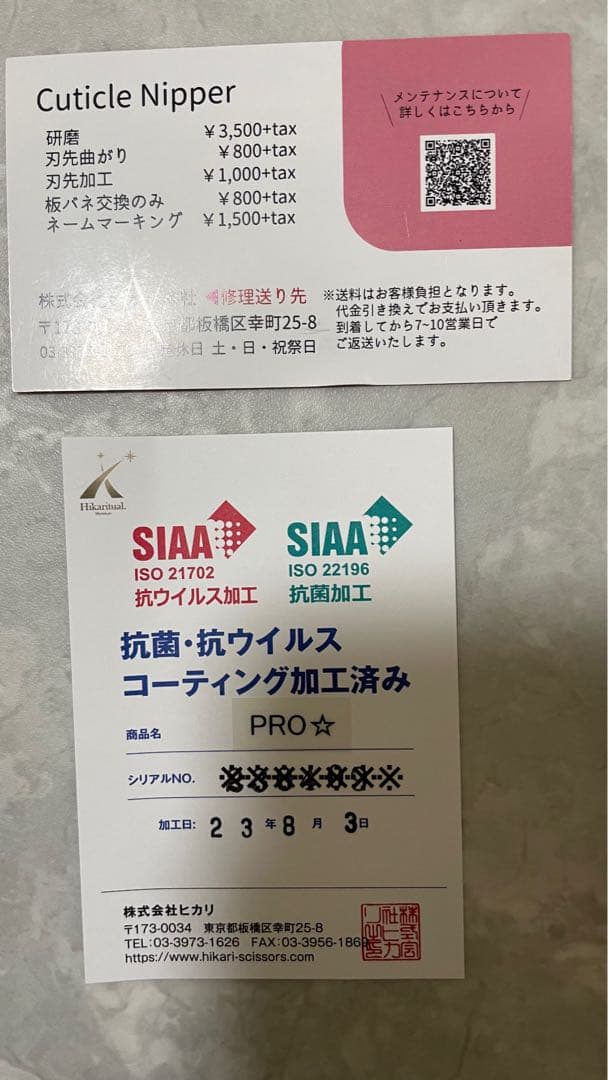 Cuticle Nipper
研磨 ¥3,500+tax
刃先曲がり ¥800+tax
刃先加工 ¥1,000+tax
板バネ交換のみ ¥800+tax
ネームマーキング ¥1,500+tax
メンテナンスについて
詳しくはこちらから
株式会社 社 ◀修理送り先
〒173- 都板橋区幸町25-8
03- 休日 土・日・祝祭日
※送料はお客様負担となります。
代金引き換えでお支払い頂きます。
到着してから7~10営業日で
ご返送いたします。
Hikaritual.
SIAA
ISO 21702
抗ウイルス加工
SIAA
ISO 22196
抗菌加工
抗菌・抗ウイルス
コーティング加工済み
商品名 PRO☆
シリアルNO.
加工日: 23年8月 3日
株式会社ヒカリ
〒173-0034 東京都板橋区幸町25-8
TEL:03-3973-1626 FAX:03-3956-1869
https://www.hikari-scissors.com